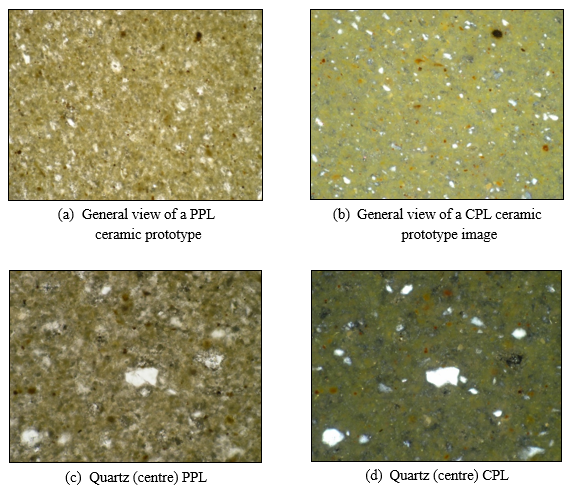 (a) General view of a PPL
ceramic prototype
(b) General view of a CPL ceramic
prototype image
(c) Quartz (centre) PPL
(d) Quartz (centre) CPL